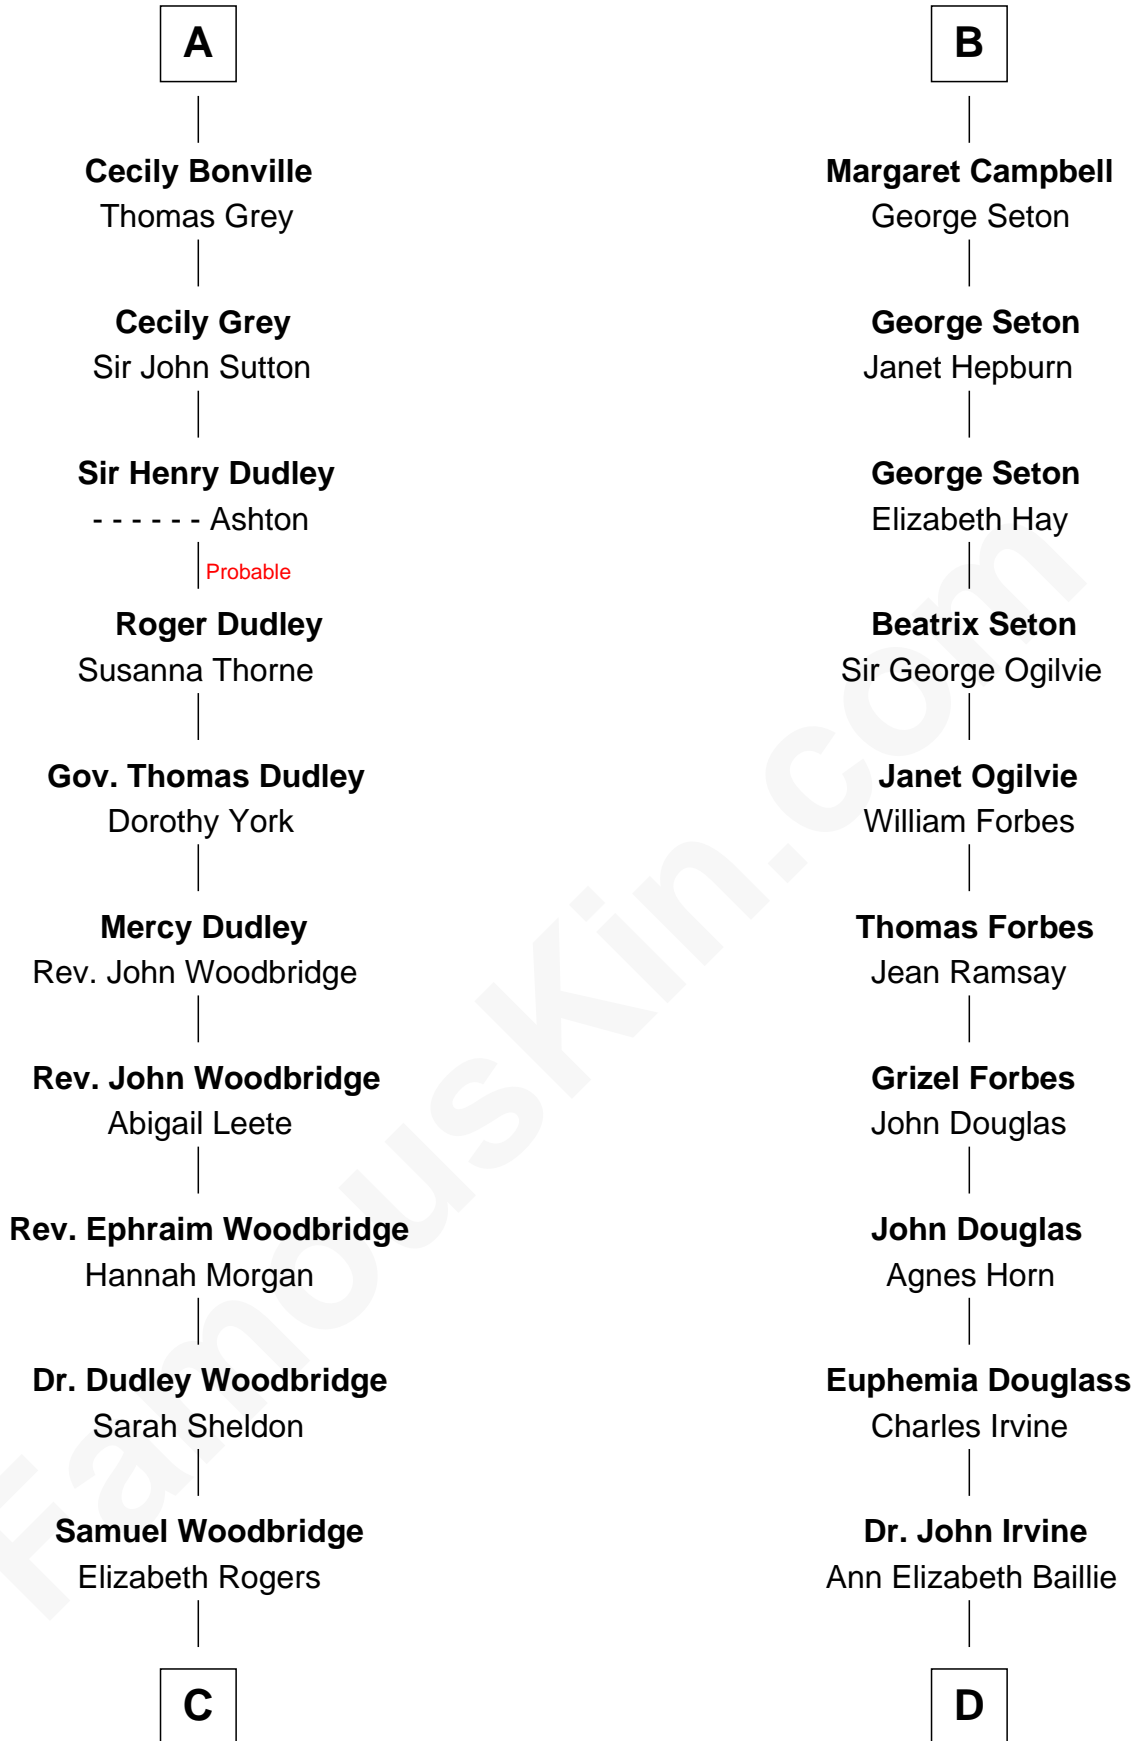 A
Cecily Bonville
Thomas Grey
Cecily Grey
Sir John Sutton
Sir Henry Dudley
- - - - - - Ashton
Probable
Roger Dudley
Susanna Thorne
Gov. Thomas Dudley
Dorothy York
Mercy Dudley
Rev. John Woodbridge
Rev. John Woodbridge
Abigail Leete
Rev. Ephraim Woodbridge
Hannah Morgan
Dr. Dudley Woodbridge
Sarah Sheldon
Samuel Woodbridge
Elizabeth Rogers
C
B
Margaret Campbell
George Seton
George Seton
Janet Hepburn
George Seton
Elizabeth Hay
Beatrix Seton
Sir George Ogilvie
Janet Ogilvie
William Forbes
Thomas Forbes
Jean Ramsay
Grizel Forbes
John Douglas
John Douglas
Agnes Horn
Euphemia Douglass
Charles Irvine
Dr. John Irvine
Ann Elizabeth Baillie
D
FamousKin.com